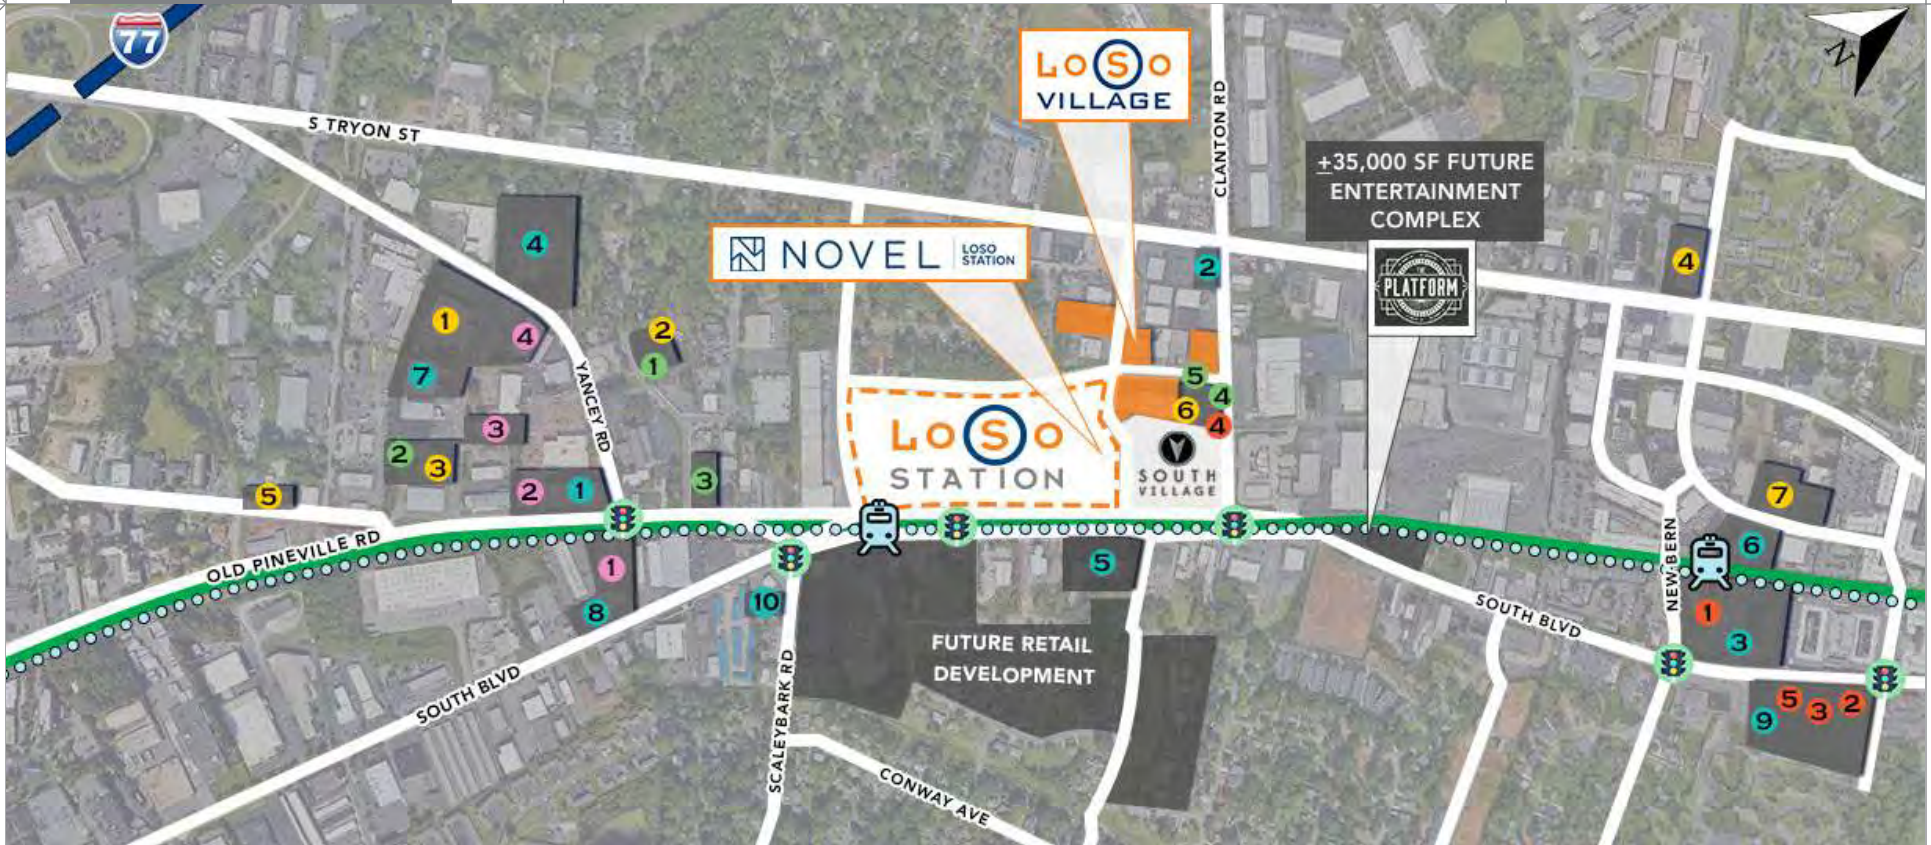 77
S TRYON ST
LOSO
VILLAGE
CLANTON RD
+35,000 SF FUTURE
ENTERTAINMENT
COMPLEX
N
NOVEL
LOSO
STATION
THE
PLATFORM
4
2
4
1
4
2
7
1
YANCEY RD
5
4
6
4
3
2
3
LOSO
STATION
SOUTH
VILLAGE
5
2
1
3
7
OLD PINEVILLE RD
1
8
10
5
NEW BERN
6
1
3
SOUTH BLVD
FUTURE RETAIL
DEVELOPMENT
SOUTH BLVD
SCALEYBARK RD
5
3
2
9
CONWAY AVE